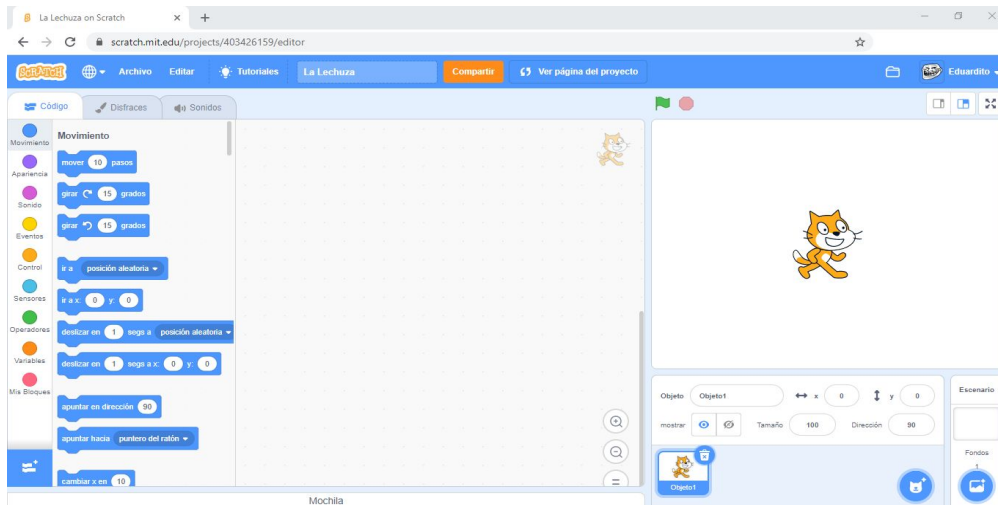 La Lechuza on Scratch
scratch.mit.edu/projects/403426159/editor
SCRATCH Archivo Editar Tutoriales La Lechuza Compartir Ver página del proyecto Eduardito
Código Disfraces Sonidos
Movimiento
Apariencia
Sonido
Eventos
Control
Sensores
Operadores
Variables
Mis Bloques
Movimiento
mover 10 pasos
girar 15 grados
girar 15 grados
ir a posición aleatoria
ir a x: 0 y: 0
deslizar en 1 segs a posición aleatoria
deslizar en 1 segs a x: 0 y: 0
apuntar en dirección 90
apuntar hacia puntero del ratón
cambiar x en 10
Mochila
Objeto Objeto1 x 0 y 0
mostrar Tamaño 100 Dirección 90
Objeto1
Escenario
Fondos
1